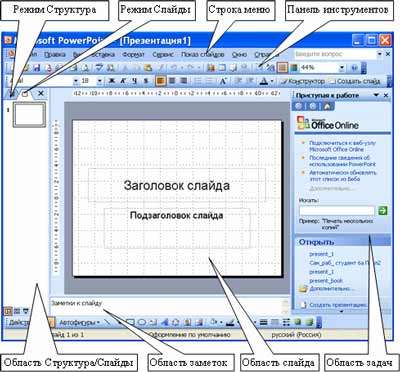 Режим Структура
Режим Слайды
Строка меню
Панель инструментов
Microsoft PowerPoint - [Презентация1]
Правка
Вставка
Формат
Сервис
Показ слайдов
Окно
Справка
Введите вопрос
44%
18
Ж К Ч
Конструктор
Создать слайд
Приступая к работе
Office Online
Подключиться к веб-узлу Microsoft Office Online
Последние сведения об использовании PowerPoint
Автоматически обновлять этот список из Веба
Дополнительно...
Искать:
Пример: "Печать нескольких копий"
Открыть
present_1
present_1
present_book
Дополнительно...
Создать презентацию...
1
Заголовок слайда
Подзаголовок слайда
Заметки к слайду
Действия
Автофигуры
Слайд 1 из 1
Оформление по умолчанию
русский (Россия)
Область Структура/Слайды
Область заметок
Область слайда
Область задач